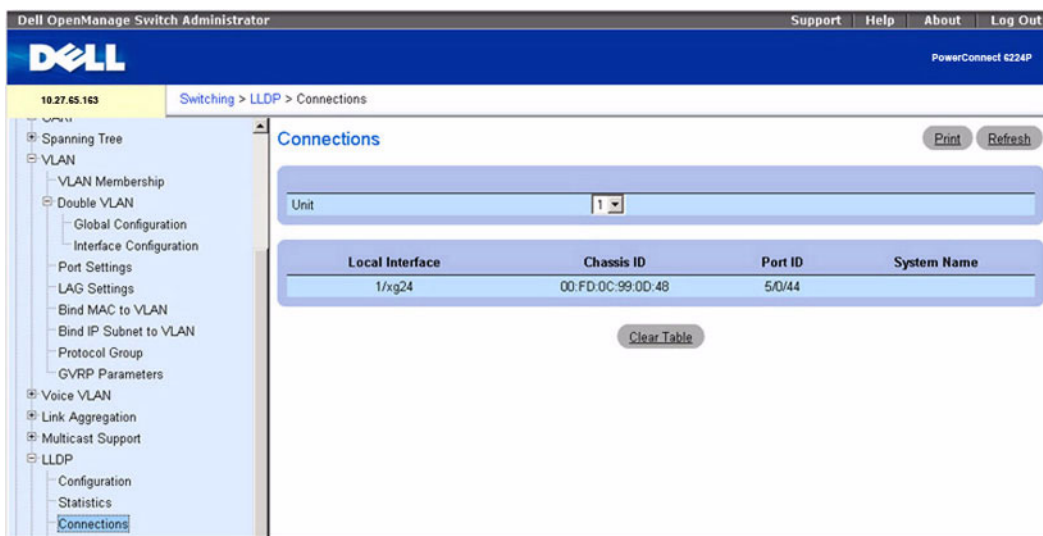 Dell OpenManage Switch Administrator
Support Help About Log Out
DELL
PowerConnect 6224P
10.27.65.163
Switching > LLDP > Connections
Spanning Tree
VLAN
VLAN Membership
Double VLAN
Global Configuration
Interface Configuration
Port Settings
LAG Settings
Bind MAC to VLAN
Bind IP Subnet to VLAN
Protocol Group
GVRP Parameters
Voice VLAN
Link Aggregation
Multicast Support
LLDP
Configuration
Statistics
Connections
Connections
Print Refresh
Unit 1
Local Interface Chassis ID Port ID System Name
1/xg24 00:FD:0C:99:0D:48 5/0/44
Clear Table